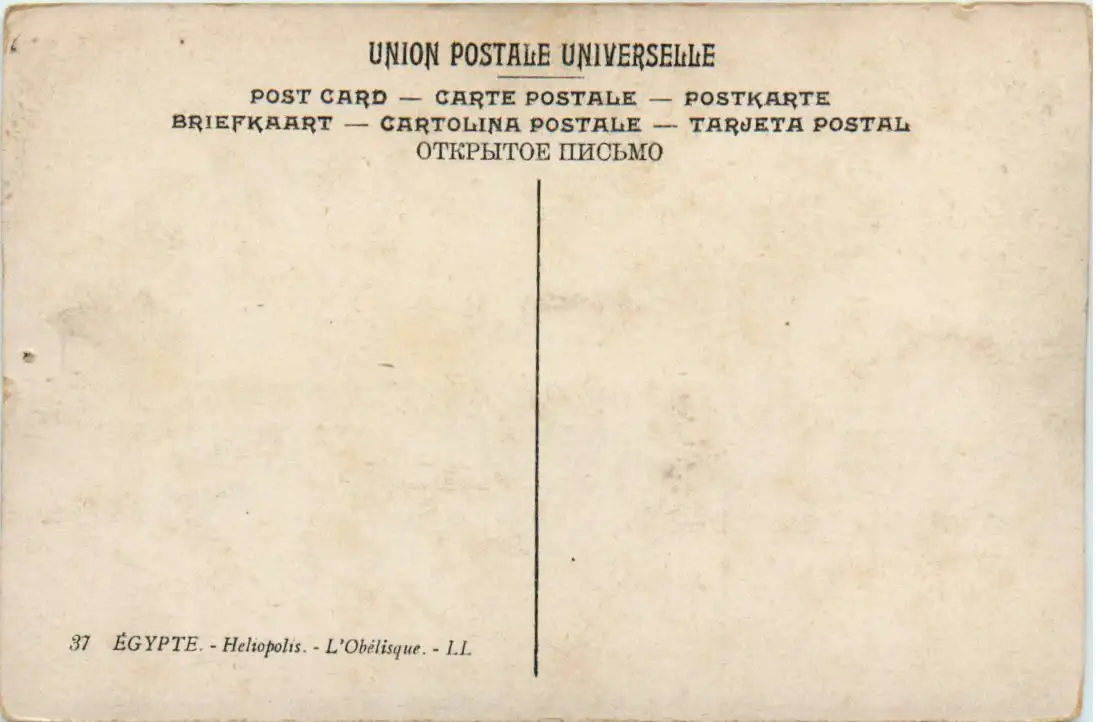 UNION POSTALE UNIVERSELLE
POST CARD — CARTE POSTALE — POSTKARTE
BRIEFKAART — CARTOLINA POSTALE — TARJETA POSTAL
ОТКРЫТОЕ ПИСЬМО
37 ÉGYPTE. - Heliopolis. - L'Obélisque. - LL